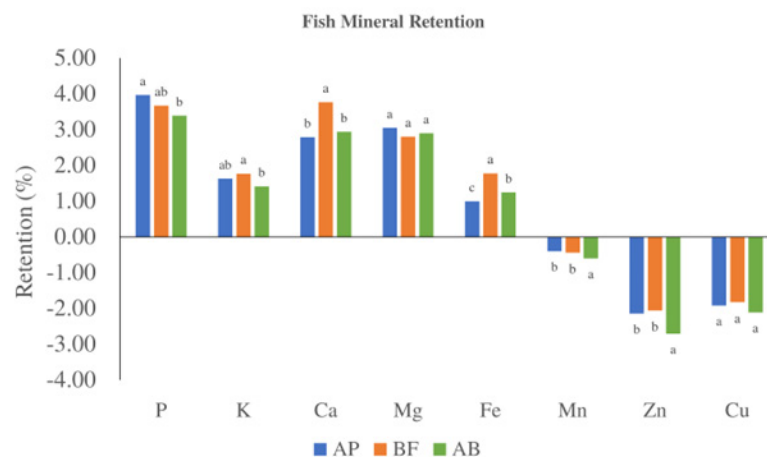 Fish Mineral Retention
Retention (%)
5.00
4.00
3.00
2.00
1.00
0.00
-1.00
-2.00
-3.00
-4.00
a ab b
ab a b
b a b
a a a
c a b
b b a
b b a
a a a
P K Ca Mg Fe Mn Zn Cu
AP BF AB